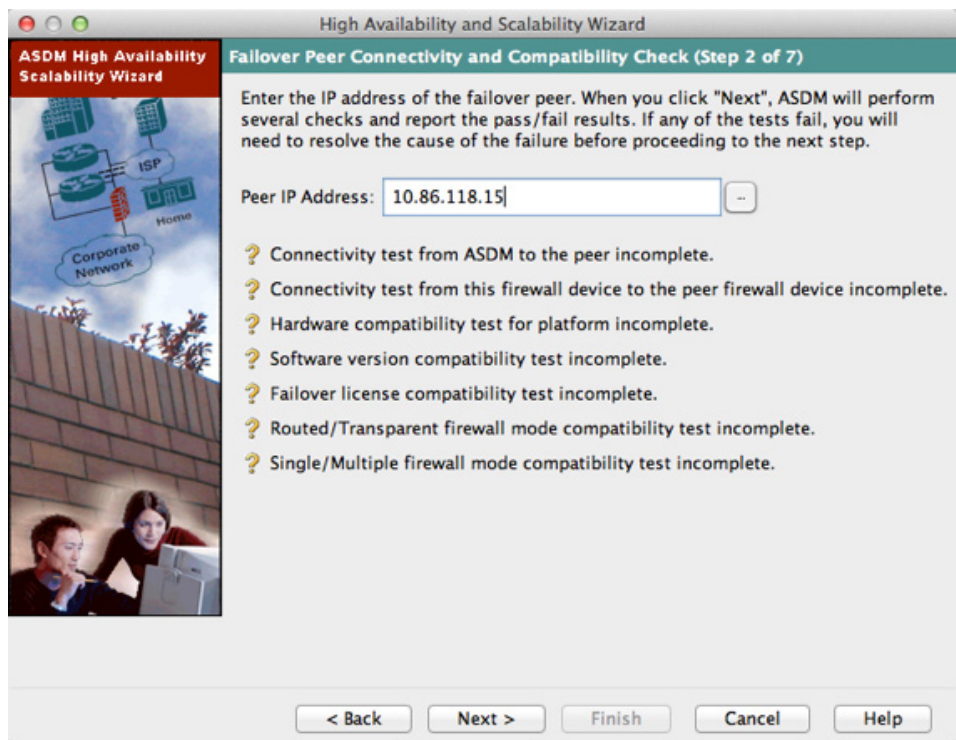 High Availability and Scalability Wizard
ASDM High Availability
Scalability Wizard
Failover Peer Connectivity and Compatibility Check (Step 2 of 7)
ISP
Home
Corporate
Network
Enter the IP address of the failover peer. When you click "Next", ASDM will perform
several checks and report the pass/fail results. If any of the tests fail, you will
need to resolve the cause of the failure before proceeding to the next step.
Peer IP Address: 10.86.118.15 ...
? Connectivity test from ASDM to the peer incomplete.
? Connectivity test from this firewall device to the peer firewall device incomplete.
? Hardware compatibility test for platform incomplete.
? Software version compatibility test incomplete.
? Failover license compatibility test incomplete.
? Routed/Transparent firewall mode compatibility test incomplete.
? Single/Multiple firewall mode compatibility test incomplete.
< Back Next > Finish Cancel Help